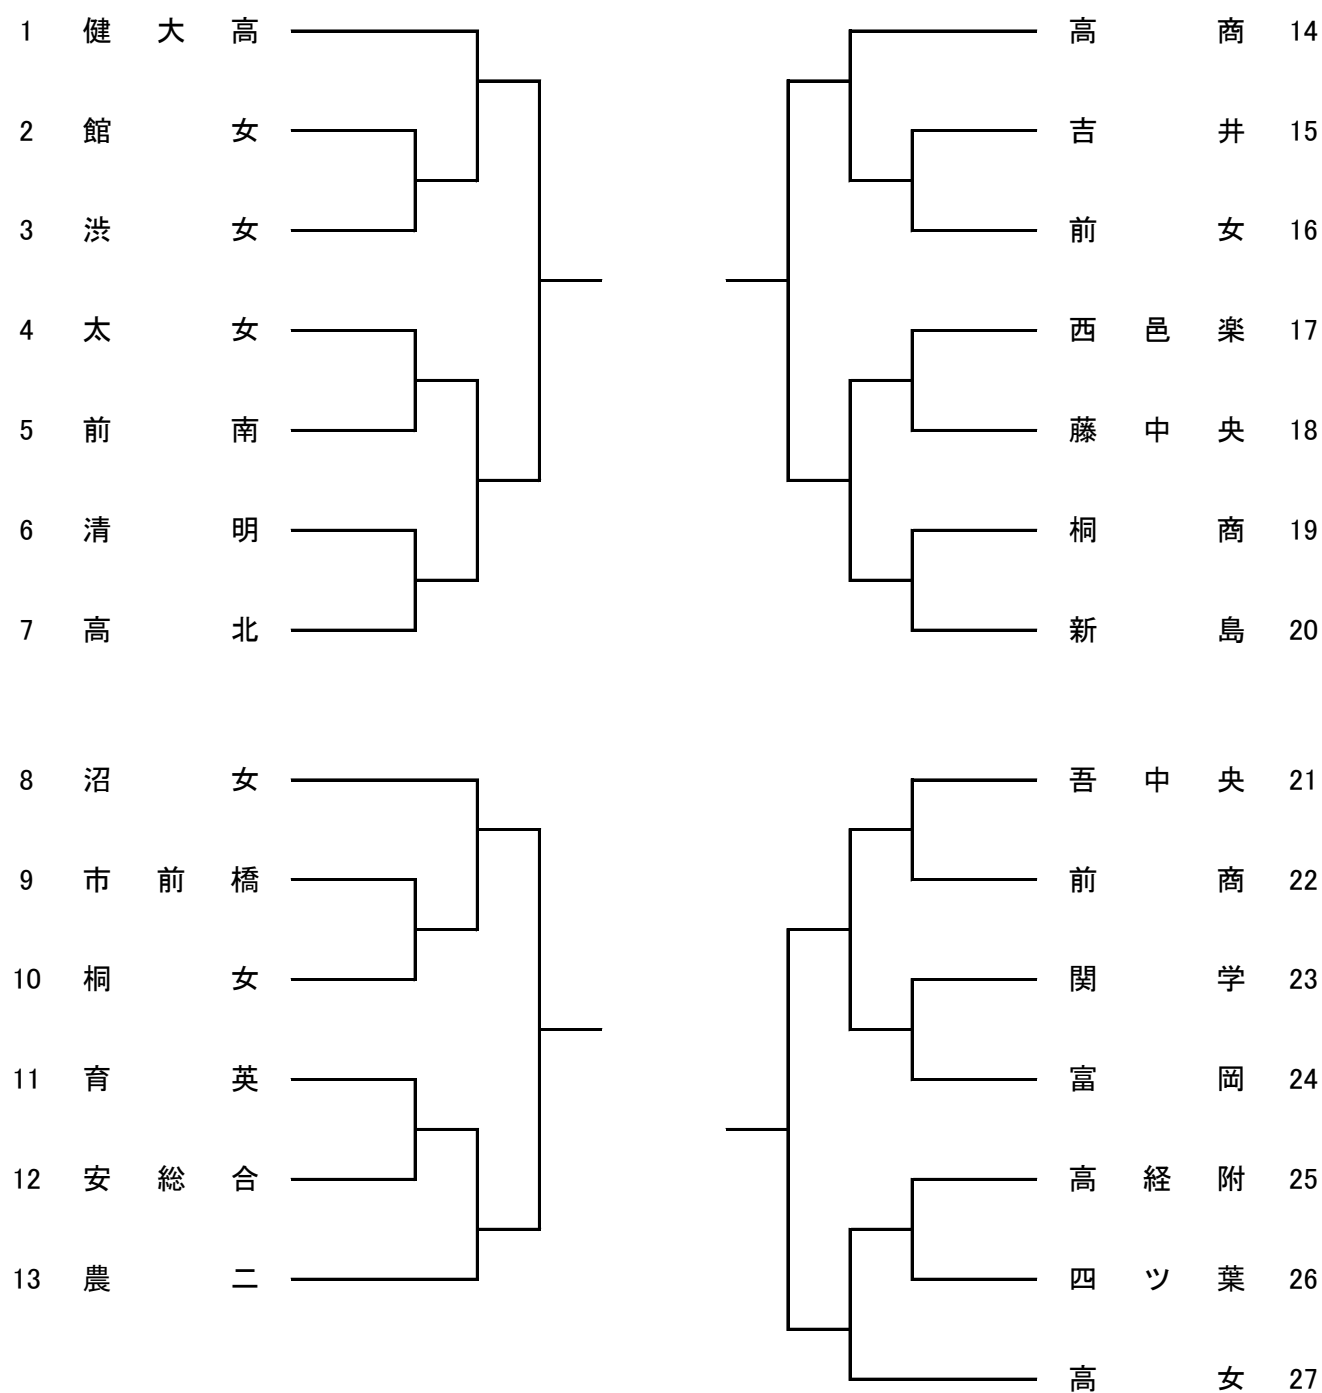 1 健大高
2 館女
3 渋女
4 太女
5 前南
6 清明
7 高北
8 沼女
9 市前橋
10 桐女
11 育英
12 安総合
13 農二
高商 14
吉井 15
前女 16
西邑楽 17
藤中央 18
桐商 19
新島 20
吾中央 21
前商 22
関学 23
富岡 24
高経附 25
四ツ葉 26
高女 27